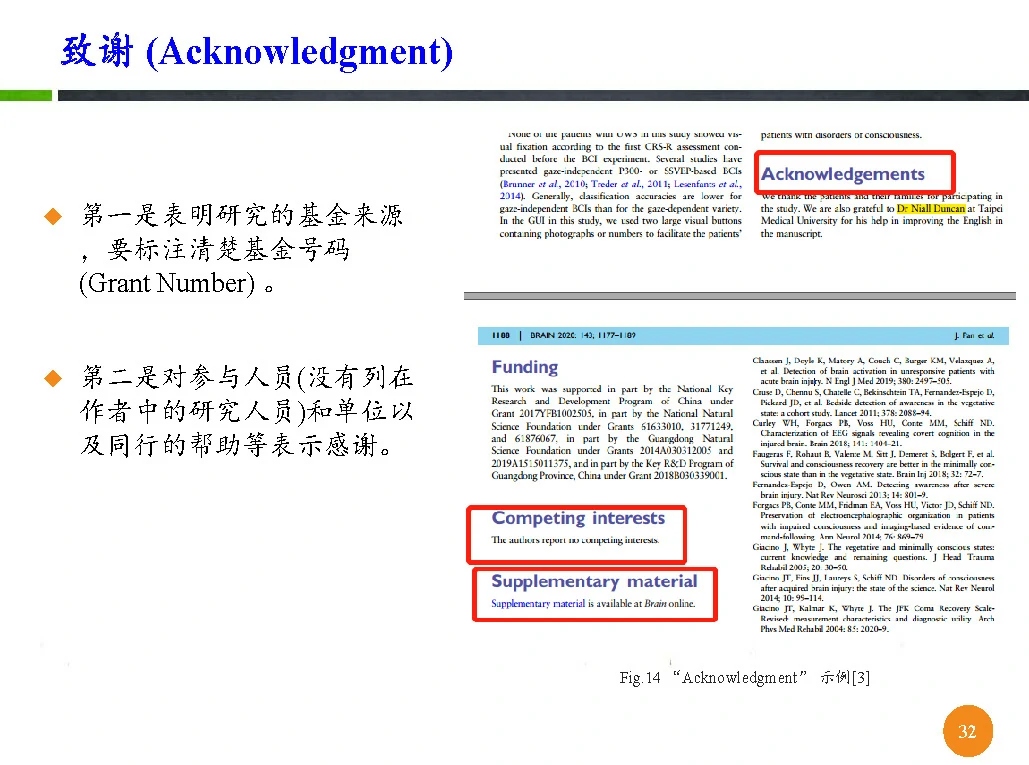 致谢 (Acknowledgment)
第一是表明研究的基金来源
，要标注清楚基金号码
(Grant Number) 。
第二是对参与人员(没有列在
作者中的研究人员)和单位以
及同行的帮助等表示感谢。
None of the patients with UWS in this study showed vis-
ual fixation according to the first CRS-R assessment con-
ducted before the BCI experiment. Several studies have
presented gaze-independent P300- or SSVEP-based BCIs
(Brunner et al., 2010; Treder et al., 2011; Lesenfants et al.,
2014). Generally, classification accuracies are lower for
gaze-independent BCIs than for the gaze-dependent variety.
In the GUI in this study, we used two large visual buttons
containing photographs or numbers to facilitate the patients'
patients with disorders of consciousness.
Acknowledgements
We thank the patients and their families for participating in
the study. We are also grateful to Dr Niall Duncan at Taipei
Medical University for his help in improving the English in
the manuscript.
1188 | BRAIN 2020: 143; 1177–1189
J. Pan et al.
Funding
This work was supported in part by the National Key
Research and Development Program of China under
Grant 2017YFB1002505, in part by the National Natural
Science Foundation under Grants 61633010, 31771249,
and 61876067, in part by the Guangdong Natural
Science Foundation under Grants 2014A030312005 and
2019A1515011375, and in part by the Key R&D Program of
Guangdong Province, China under Grant 2018B030339001.
Competing interests
The authors report no competing interests.
Supplementary material
Supplementary material is available at Brain online.
Claassen J, Doyle K, Matory A, Couch C, Burger KM, Velazquez A,
et al. Detection of brain activation in unresponsive patients with
acute brain injury. N Engl J Med 2019; 380: 2497–505.
Cruse D, Chennu S, Chatelle C, Bekinschtein TA, Fernandez-Espejo D,
Pickard JD, et al. Bedside detection of awareness in the vegetative
state: a cohort study. Lancet 2011; 378: 2088–94.
Curley WH, Forgacs PB, Voss HU, Conte MM, Schiff ND.
Characterization of EEG signals revealing covert cognition in the
injured brain. Brain 2018; 141: 1404–21.
Faugeras F, Rohaut B, Valente M, Sitt J, Demeret S, Bolgert F, et al.
Survival and consciousness recovery are better in the minimally con-
scious state than in the vegetative state. Brain Inj 2018; 32: 72–7.
Fernandez-Espejo D, Owen AM. Detecting awareness after severe
brain injury. Nat Rev Neurosci 2013; 14: 801–9.
Forgacs PB, Conte MM, Fridman EA, Voss HU, Victor JD, Schiff ND.
Preservation of electroencephalographic organization in patients
with impaired consciousness and imaging-based evidence of com-
mand-following. Ann Neurol 2014; 76: 869–79.
Giacino J, Whyte J. The vegetative and minimally conscious states:
current knowledge and remaining questions. J Head Trauma
Rehabil 2005; 20: 30–50.
Giacino JT, Fins JJ, Laureys S, Schiff ND. Disorders of consciousness
after acquired brain injury: the state of the science. Nat Rev Neurol
2014; 10: 99–114.
Giacino JT, Kalmar K, Whyte J. The JFK Coma Recovery Scale-
Revised: measurement characteristics and diagnostic utility. Arch
Phys Med Rehabil 2004; 85: 2020–9.
Fig.14 “Acknowledgment” 示例[3]
32